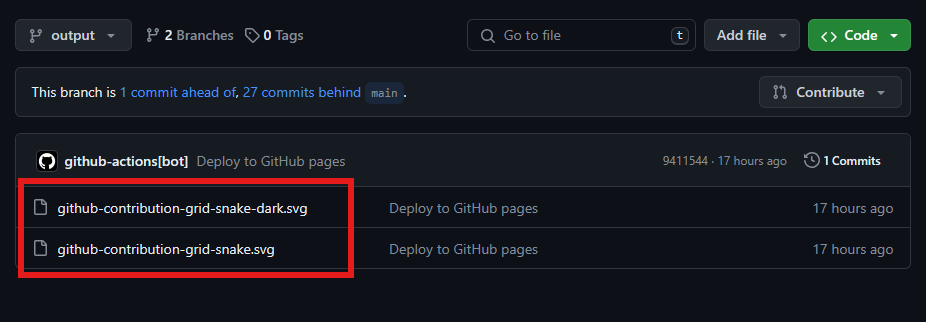 output 2 Branches 0 Tags Go to file t Add file Code
This branch is 1 commit ahead of, 27 commits behind main. Contribute
github-actions[bot] Deploy to GitHub pages 9411544 · 17 hours ago 1 Commits
github-contribution-grid-snake-dark.svg Deploy to GitHub pages 17 hours ago
github-contribution-grid-snake.svg Deploy to GitHub pages 17 hours ago